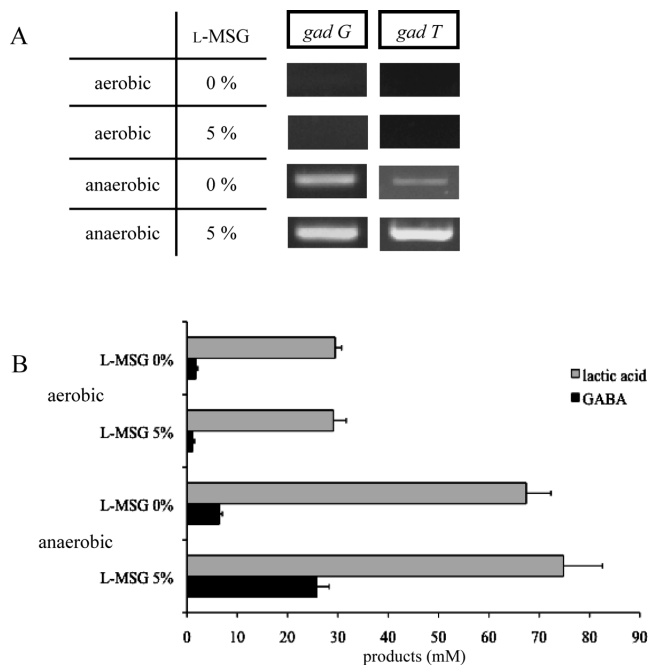 A
L-MSG
gad G
gad T
aerobic 0 %
aerobic 5 %
anaerobic 0 %
anaerobic 5 %
B
L-MSG 0%
aerobic
L-MSG 5%
L-MSG 0%
anaerobic
L-MSG 5%
lactic acid
GABA
0 10 20 30 40 50 60 70 80 90
products (mM)